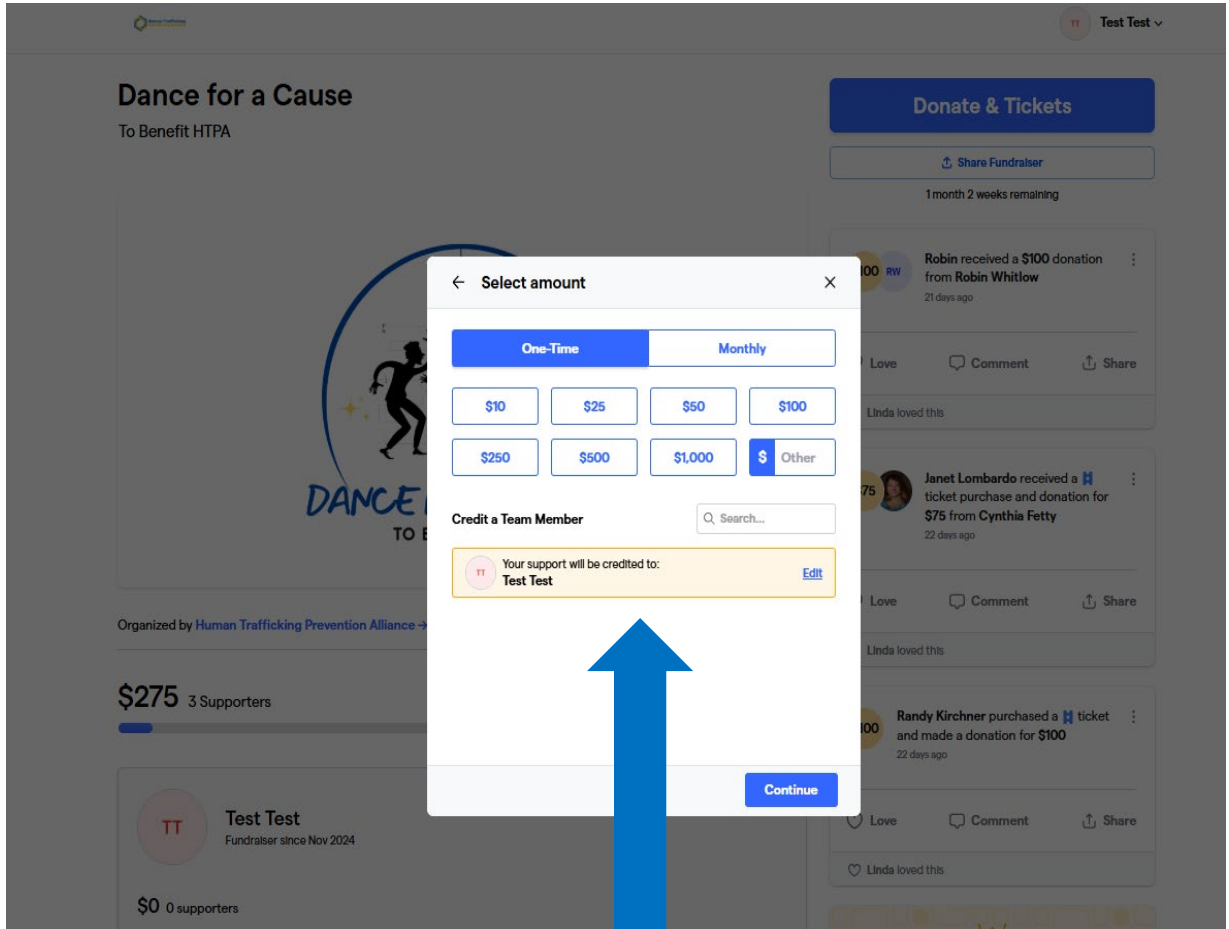 Human Trafficking
TT Test Test
Dance for a Cause
To Benefit HTPA
Donate & Tickets
Share Fundraiser
1 month 2 weeks remaining
DANCE
TO
Select amount
One-Time Monthly
$10 $25 $50 $100
$250 $500 $1,000 $ Other
Credit a Team Member Search...
TT Your support will be credited to:
Test Test Edit
Continue
00 RW Robin received a $100 donation
from Robin Whitlow
21 days ago
Love Comment Share
Linda loved this
75 Janet Lombardo received a
ticket purchase and donation for
$75 from Cynthia Fetty
22 days ago
Love Comment Share
Linda loved this
00 Randy Kirchner purchased a ticket
and made a donation for $100
22 days ago
Love Comment Share
Linda loved this
Organized by Human Trafficking Prevention Alliance →
$275 3 Supporters
TT Test Test
Fundraiser since Nov 2024
$0 0 supporters